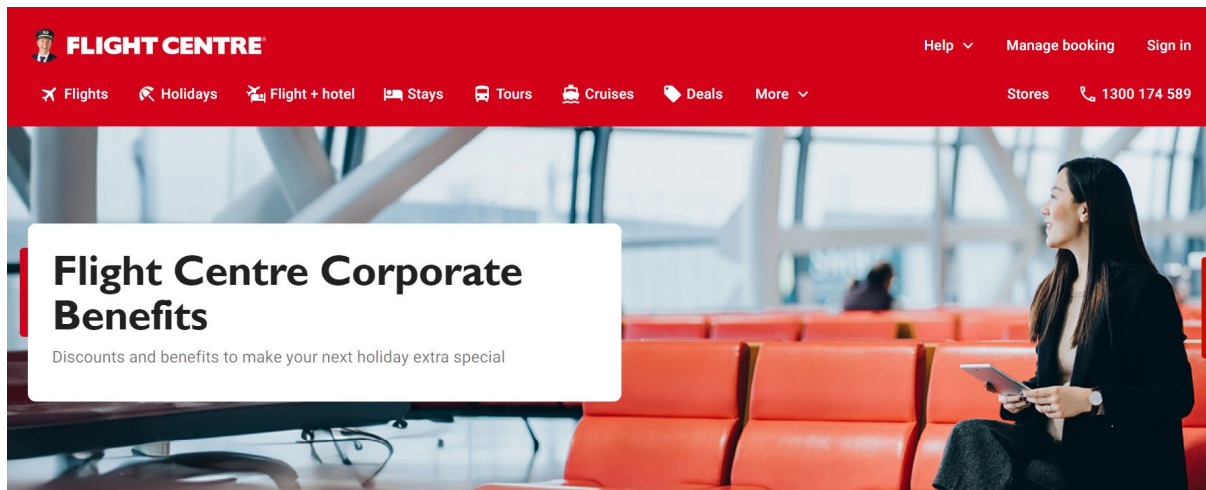 FLIGHT CENTRE
Help
Manage booking
Sign in
Flights
Holidays
Flight + hotel
Stays
Tours
Cruises
Deals
More
Stores
1300 174 589
Flight Centre Corporate
Benefits
Discounts and benefits to make your next holiday extra special